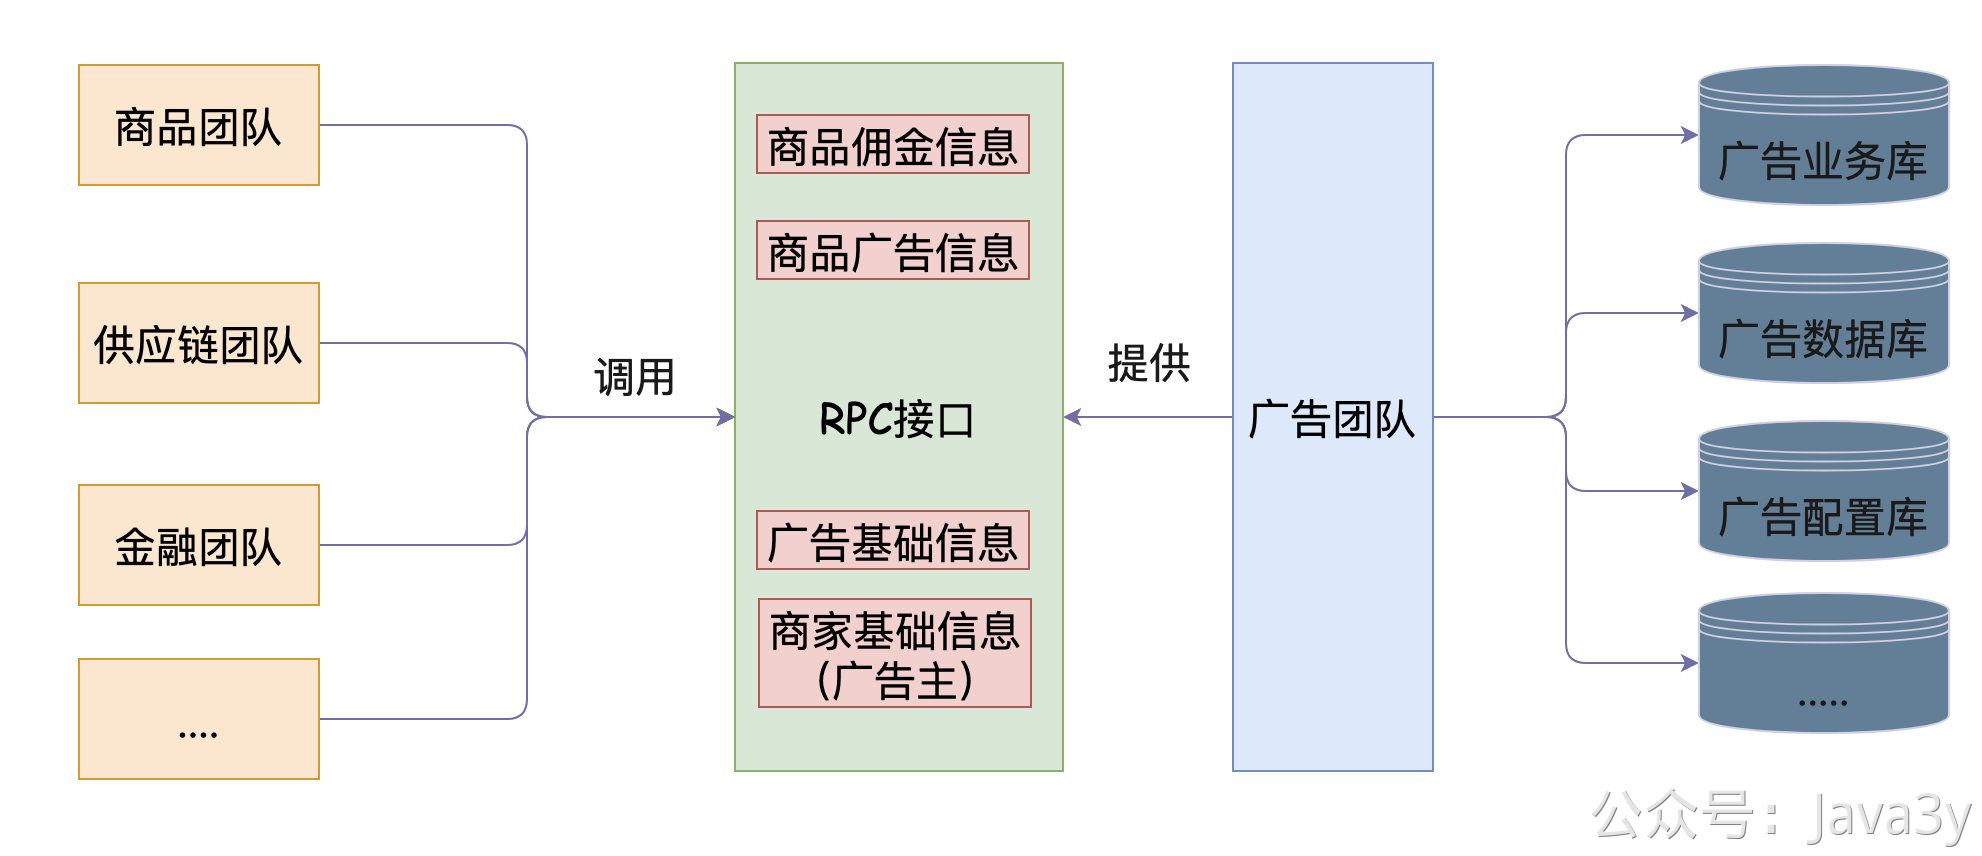 商品团队
供应链团队
金融团队
....
调用
商品佣金信息
商品广告信息
RPC接口
广告基础信息
商家基础信息
(广告主)
提供
广告团队
广告业务库
广告数据库
广告配置库
.....
公众号：Java3y